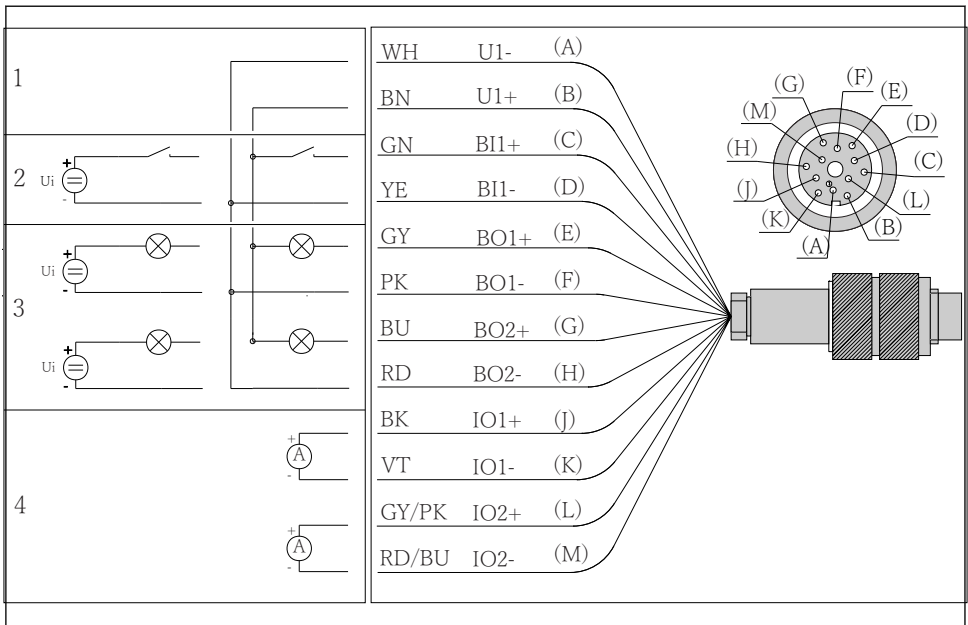 1
2
+
Ui
-
3
+
Ui
-
+
Ui
-
4
+
A
-
+
A
-
WH U1- (A)
BN U1+ (B)
GN BI1+ (C)
YE BI1- (D)
GY BO1+ (E)
PK BO1- (F)
BU BO2+ (G)
RD BO2- (H)
BK IO1+ (J)
VT IO1- (K)
GY/PK IO2+ (L)
RD/BU IO2- (M)
(F)
(G)
(E)
(M)
(D)
(H)
(C)
(J)
(L)
(K)
(B)
(A)